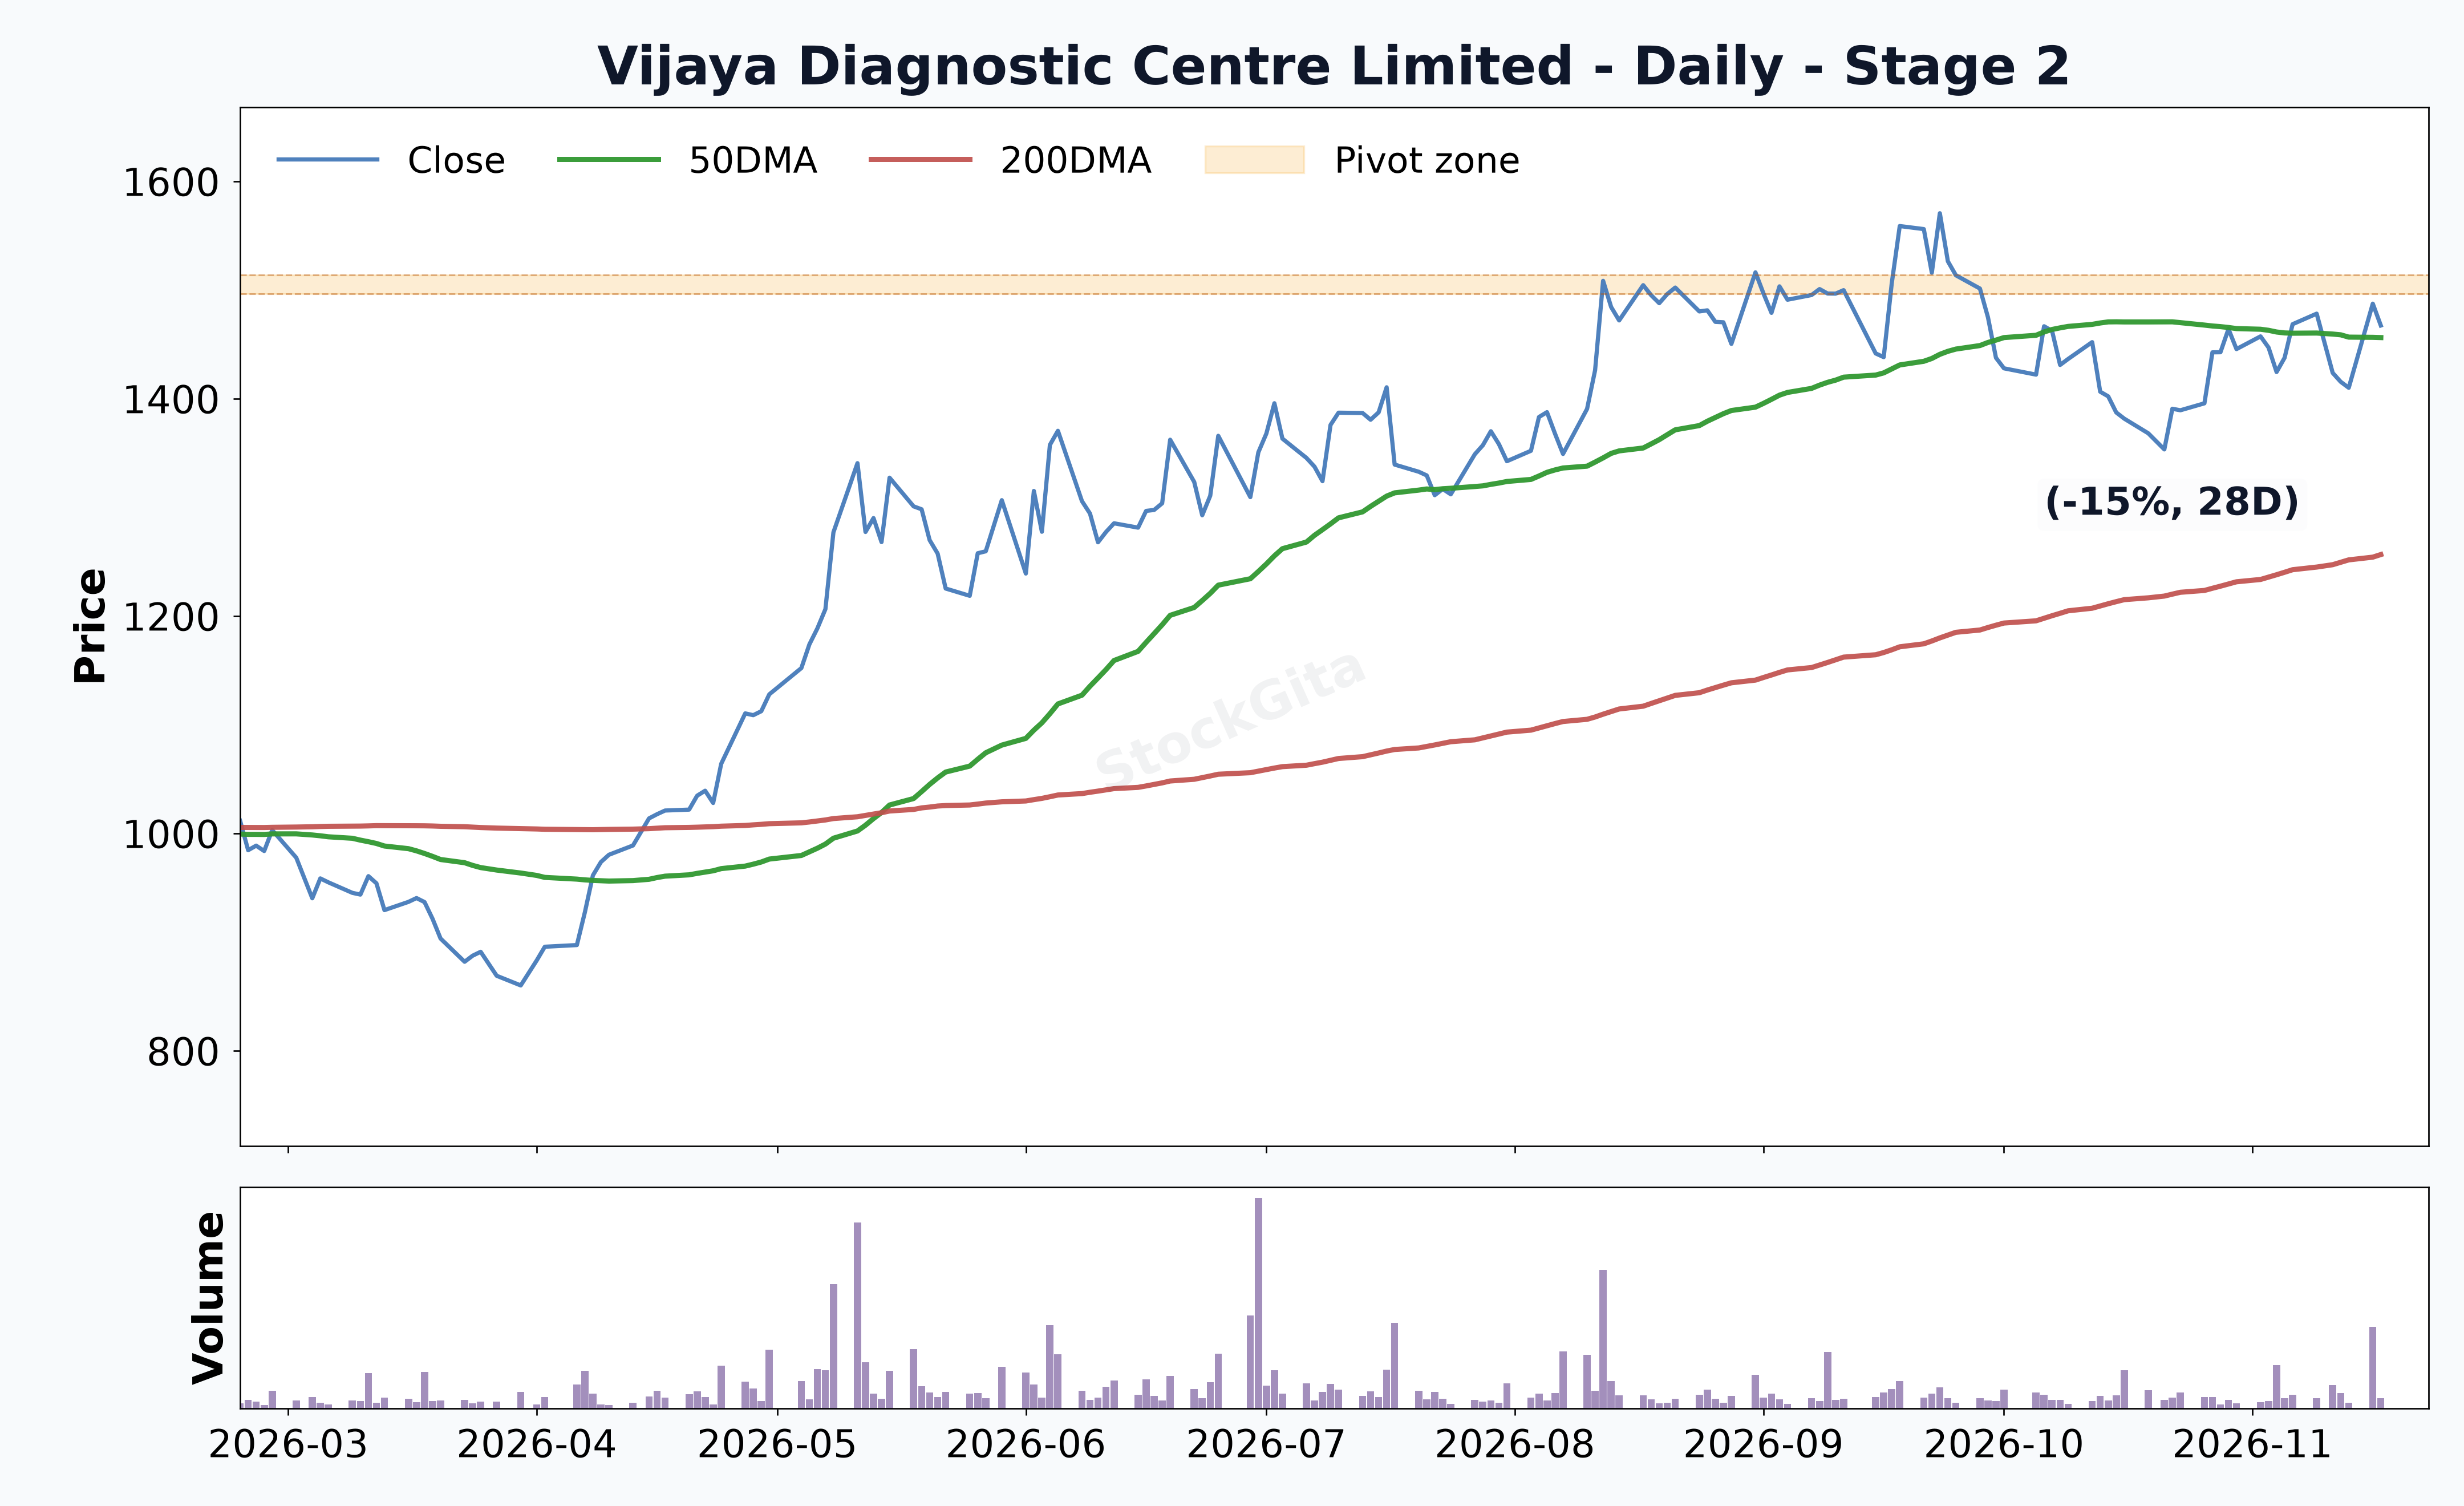 Vijaya Diagnostic Centre Limited - Daily - Stage 2
Close 50DMA 200DMA Pivot zone
1600
1400
1200
1000
800
Price
(-15%, 28D)
StockGita
Volume
2026-03 2026-04 2026-05 2026-06 2026-07 2026-08 2026-09 2026-10 2026-11